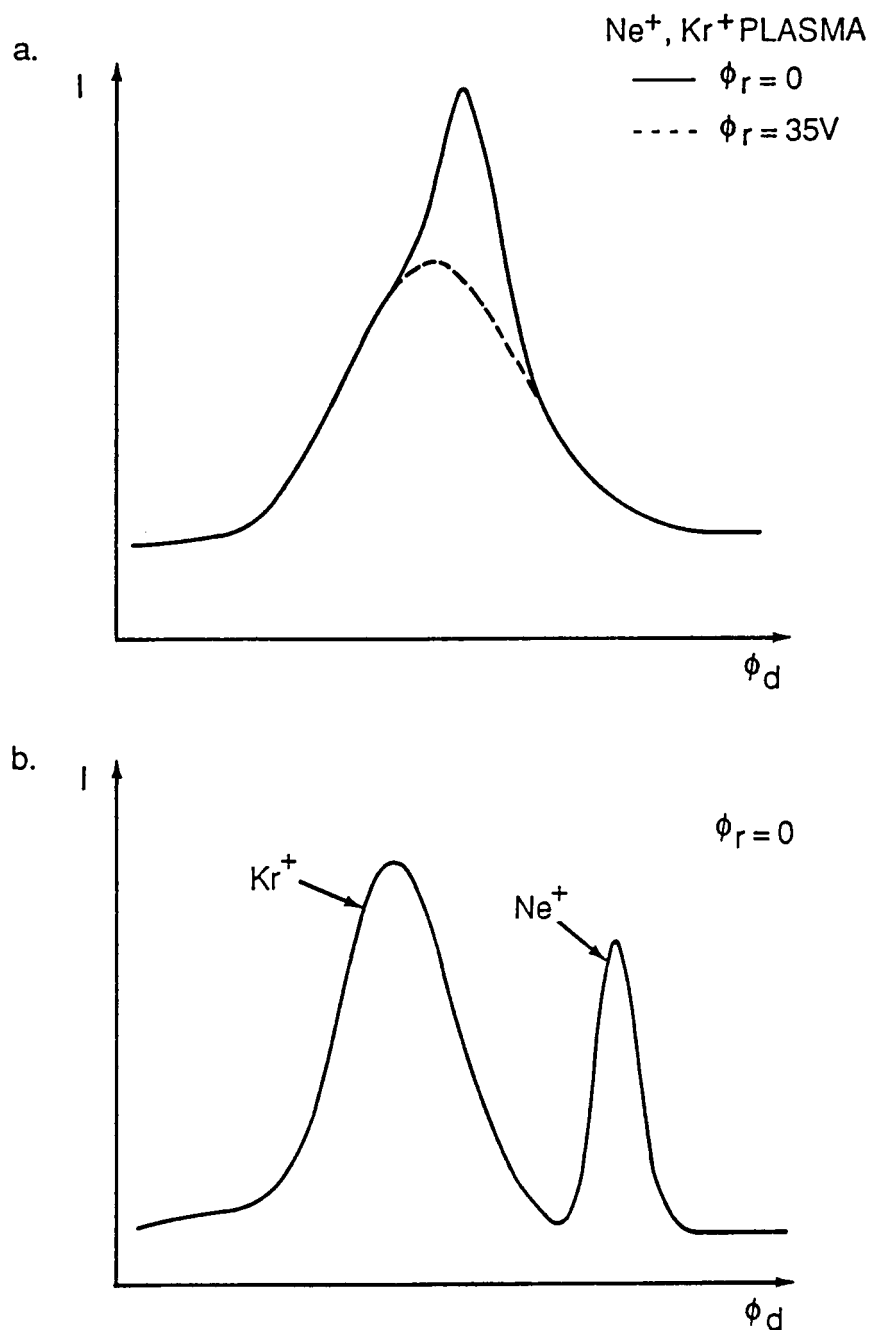 Ne⁺, Kr⁺ PLASMA
a.
I
ϕr = 0
ϕr = 35V
ϕd
b.
I
ϕr = 0
Kr⁺
Ne⁺
ϕd